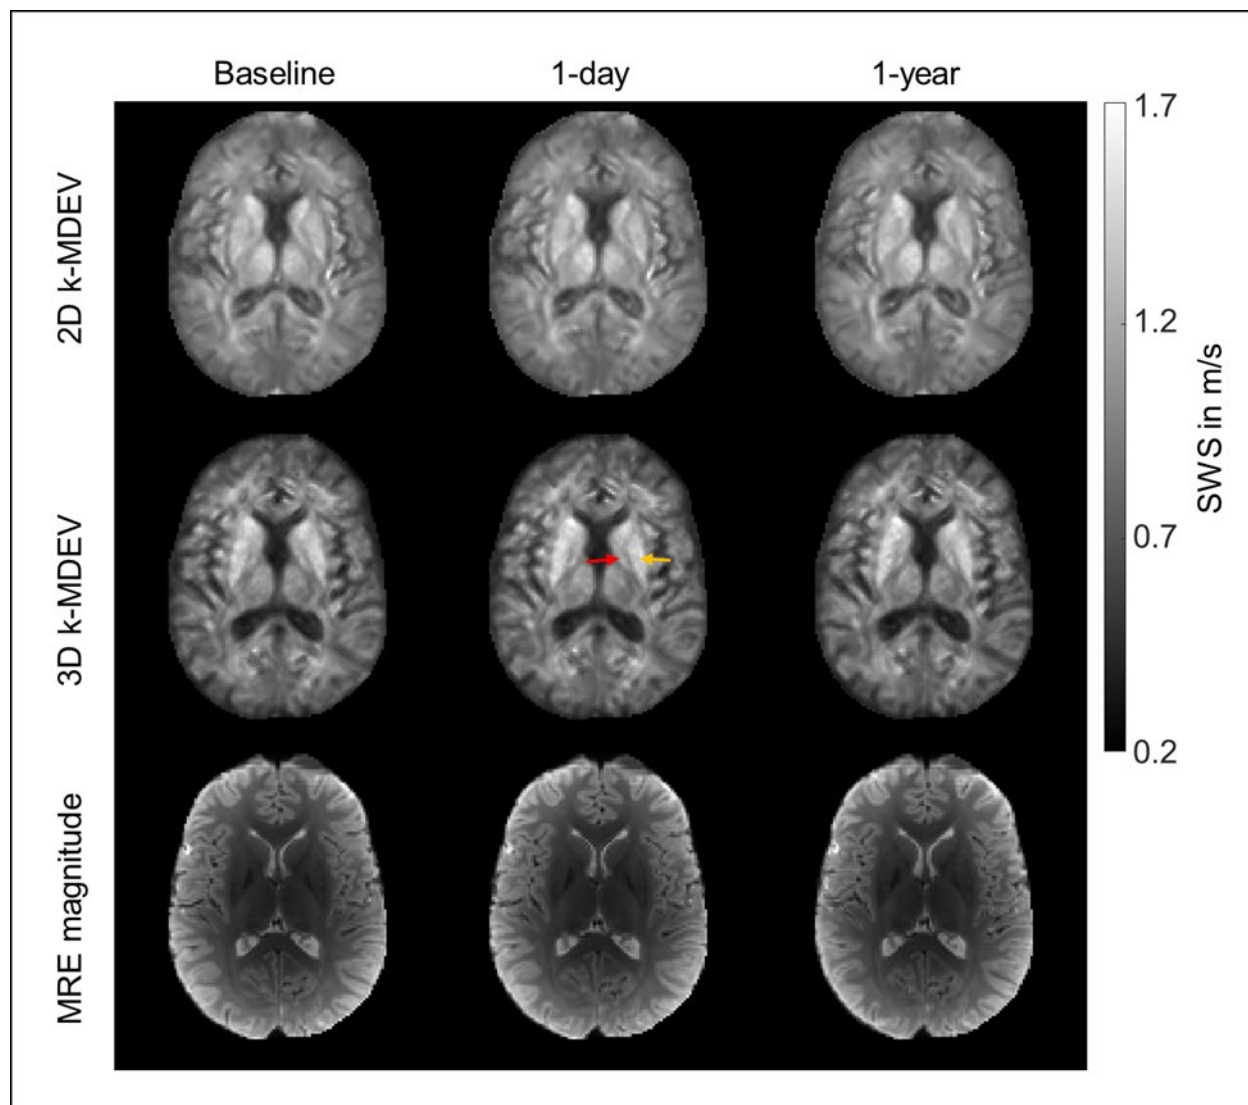 Baseline
1-day
1-year
2D k-MDEV
3D k-MDEV
MRE magnitude
1.7
1.2
0.7
0.2
SWS in m/s